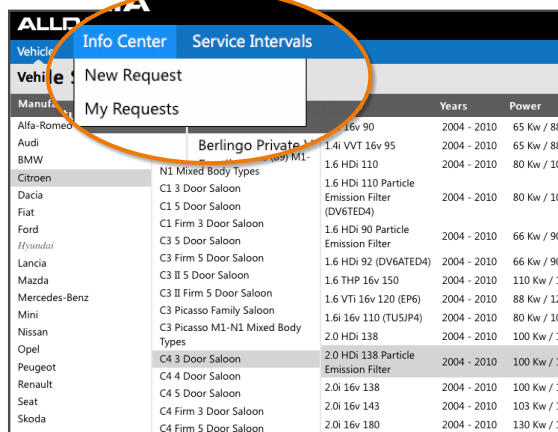 ALLD
Vehicle
Info Center Service Intervals
New Request
My Requests
Manufa
Years Power
Alfa-Romeo
Audi
BMW
Citroen
Dacia
Fiat
Ford
Hyundai
Lancia
Mazda
Mercedes-Benz
Mini
Nissan
Opel
Peugeot
Renault
Seat
Skoda
Berlingo Private
N1 Mixed Body Types
C1 3 Door Saloon
C1 5 Door Saloon
C1 Firm 3 Door Saloon
C3 5 Door Saloon
C3 Firm 5 Door Saloon
C3 II 5 Door Saloon
C3 II Firm 5 Door Saloon
C3 Picasso Family Saloon
C3 Picasso M1-N1 Mixed Body
Types
C4 3 Door Saloon
C4 4 Door Saloon
C4 5 Door Saloon
C4 Firm 3 Door Saloon
C4 Firm 5 Door Saloon
16v 90 2004 - 2010 65 Kw / 88
1.4i VVT 16v 95 2004 - 2010 65 Kw / 88
1.6 HDi 110 2004 - 2010 80 Kw / 10
1.6 HDi 110 Particle
Emission Filter
(DV6TED4) 2004 - 2010 80 Kw / 10
1.6 HDi 90 Particle
Emission Filter 2004 - 2010 66 Kw / 90
1.6 HDi 92 (DV6ATED4) 2004 - 2010 66 Kw / 90
1.6 THP 16v 150 2004 - 2010 110 Kw /
1.6 VTi 16v 120 (EP6) 2004 - 2010 88 Kw / 12
1.6i 16v 110 (TU5JP4) 2004 - 2010 80 Kw / 10
2.0 HDi 138 2004 - 2010 100 Kw /
2.0 HDi 138 Particle
Emission Filter 2004 - 2010 100 Kw /
2.0i 16v 138 2004 - 2010 100 Kw /
2.0i 16v 143 2004 - 2010 103 Kw /
2.0i 16v 180 2004 - 2010 130 Kw /